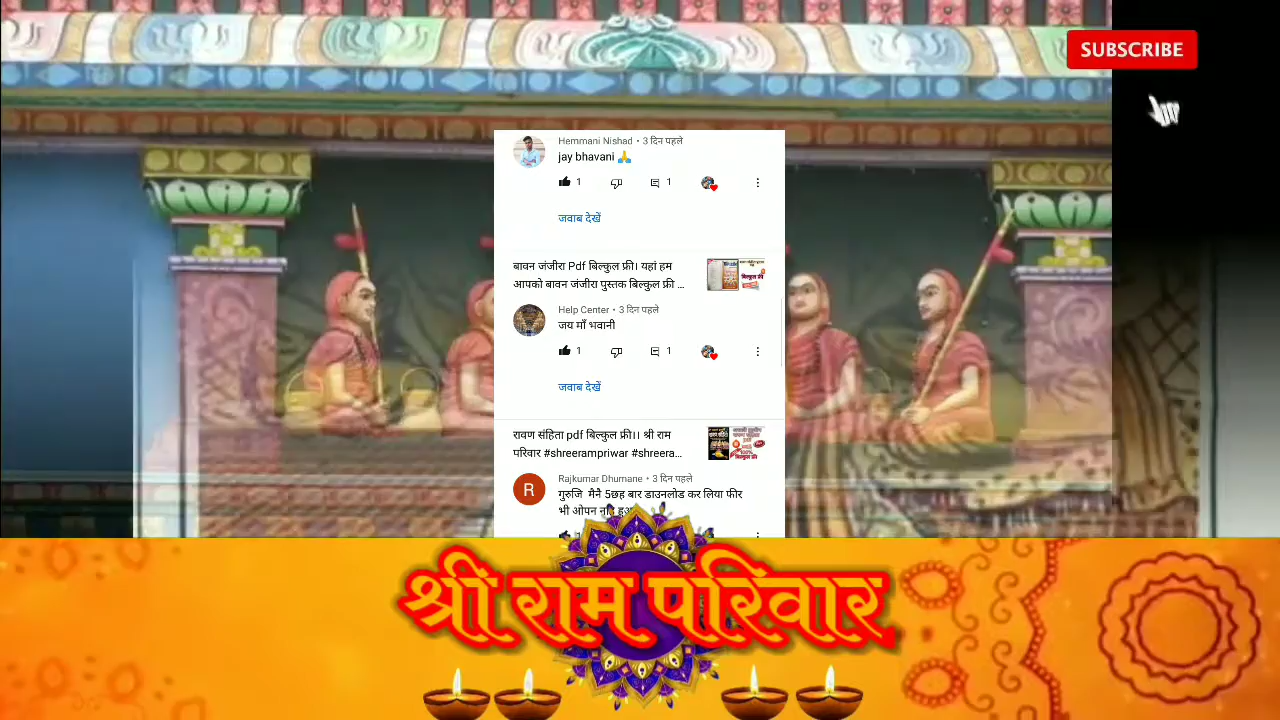 SUBSCRIBE
Hemmani Nishad • 3 दिन पहले
jay bhavani 🙏
1 1
जवाब देखें
बावन जंजीरा Pdf बिल्कुल फ्री। यहां हम
आपको बावन जंजीरा पुस्तक बिल्कुल फ्री ...
Help Center • 3 दिन पहले
जय माँ भवानी
1 1
जवाब देखें
रावण संहिता pdf बिल्कुल फ्री।। श्री राम
परिवार #shreerampriwar #shreera...
R
Rajkumar Dhumane • 3 दिन पहले
गुरुजि मैनै 5छह बार डाउनलोड कर लिया फीर
भी ओपन
श्री राम परिवार